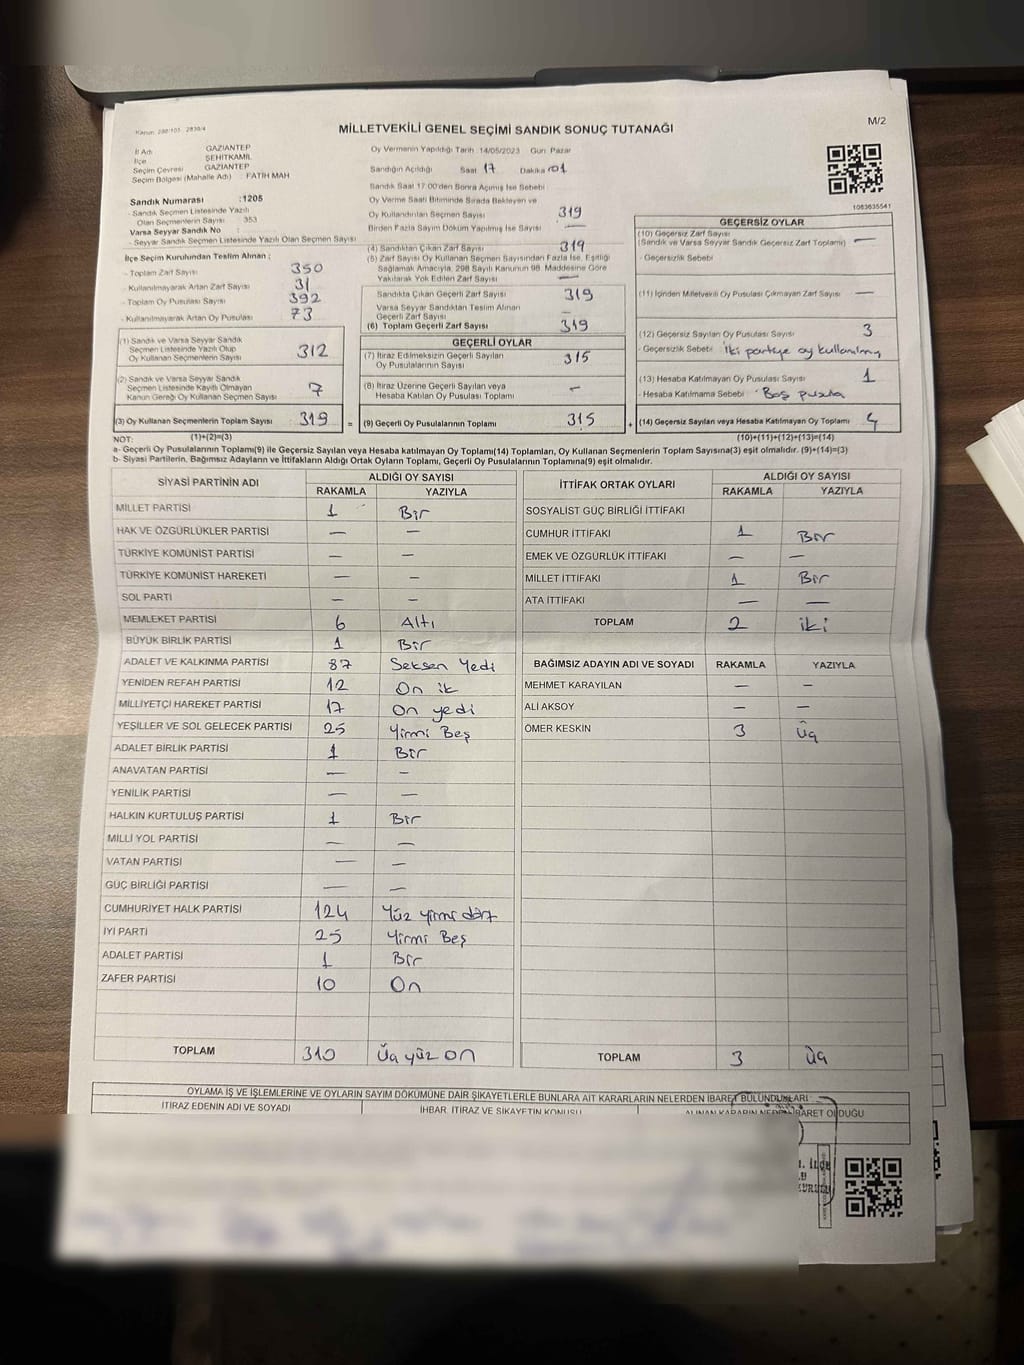 MİLLETVEKİLİ GENEL SEÇİMİ SANDIK SONUÇ TUTANAĞI
M/2
İl Adı GAZIANTEP
İlçe ŞEHİTKAMİL
Seçim Çevresi GAZIANTEP
Seçim Bölgesi (Mahalle Adı) : FATİH MAH
Sandık Numarası :1205
- Sandık Seçmen Listesinde Yazılı
Olan Seçmenlerin Sayısı 353
Varsa Seyyar Sandık No :
- Seyyar Sandık Seçmen Listesinde Yazılı Olan Seçmen Sayısı
İlçe Seçim Kurulundan Teslim Alınan ;
- Toplam Zarf Sayısı 350
- Kullanılmayarak Artan Zarf Sayısı 31
- Toplam Oy Pusulası Sayısı 392
- Kullanılmayarak Artan Oy Pusulası 73
(1) Sandık ve Varsa Seyyar Sandık
Seçmen Listesinde Yazılı Olup
Oy Kullanan Seçmenlerin Sayısı 312
(2) Sandık ve Varsa Seyyar Sandık
Seçmen Listesinde Kayıtlı Olmayan
Kanun Gereği Oy Kullanan Seçmen Sayısı 7
(3) Oy Kullanan Seçmenlerin Toplam Sayısı 319 =
Oy Vermenin Yapıldığı Tarih : 14/05/2023 Gün Pazar
Sandığın Açıldığı Saat 17 Dakika 01
Sandık Saat 17:00'den Sonra Açımış İse Sebebi
Oy Verme Saati Bitiminde Sırada Bekleyen ve
Oy Kullandırılan Seçmen Sayısı 319
Birden Fazla Sayım Döküm Yapılmış İse Sayısı —
(4) Sandıktan Çıkan Zarf Sayısı 319
(5) Zarf Sayısı Oy Kullanan Seçmen Sayısından Fazla İse, Eşitliği
Sağlamak Amacıyla, 298 Sayılı Kanunun 98. Maddesine Göre
Yakılarak Yok Edilen Zarf Sayısı —
Sandıkta Çıkan Geçerli Zarf Sayısı 319
Varsa Seyyar Sandıktan Teslim Alınan
Geçerli Zarf Sayısı —
(6) Toplam Geçerli Zarf Sayısı 319
GEÇERLİ OYLAR
(7) İtiraz Edilmeksizin Geçerli Sayılan
Oy Pusulasının Sayısı 315
(8) İtiraz Üzerine Geçerli Sayılan veya
Hesaba Katılan Oy Pusulası Toplamı —
(9) Geçerli Oy Pusulalarının Toplamı 315 +
1083635541
GEÇERSİZ OYLAR
(10) Geçersiz Zarf Sayısı
(Sandık ve Varsa Seyyar Sandık Geçersiz Zarf Toplamı) —
- Geçersizlik Sebebi
(11) İçinden Milletvekili Oy Pusulası Çıkmayan Zarf Sayısı —
(12) Geçersiz Sayılan Oy Pusulası Sayısı 3
- Geçersizlik Sebebi İki partiye oy kullanılmış
(13) Hesaba Katılmayan Oy Pusulası Sayısı 1
- Hesaba Katılmama Sebebi Boş pusula
(14) Geçersiz Sayılan veya Hesaba Katılmayan Oy Toplamı 4
NOT: (1)+(2)=(3) (10)+(11)+(12)+(13)=(14)
a- Geçerli Oy Pusulalarının Toplamı(9) ile Geçersiz Sayılan veya Hesaba katılmayan Oy Toplamı(14) Toplamları, Oy Kullanan Seçmenlerin Toplam Sayısına(3) eşit olmalıdır. (9)+(14)=(3)
b- Siyasi Partilerin, Bağımsız Adayların ve İttifakların Aldığı Ortak Oyların Toplamı, Geçerli Oy Pusulalarının Toplamına(9) eşit olmalıdır.
SİYASİ PARTİNİN ADI ALDIĞI OY SAYISI
RAKAMLA YAZIYLA
MİLLET PARTİSİ 1 Bir
HAK VE ÖZGÜRLÜKLER PARTİSİ — —
TÜRKİYE KOMÜNİST PARTİSİ — —
TÜRKİYE KOMÜNİST HAREKETİ — —
SOL PARTİ — —
MEMLEKET PARTİSİ 6 Altı
BÜYÜK BİRLİK PARTİSİ 1 Bir
ADALET VE KALKINMA PARTİSİ 87 Seksen Yedi
YENİDEN REFAH PARTİSİ 12 On ik
MİLLİYETÇİ HAREKET PARTİSİ 17 On yedi
YEŞİLLER VE SOL GELECEK PARTİSİ 25 Yirmi Beş
ADALET BİRLİK PARTİSİ 1 Bir
ANAVATAN PARTİSİ — —
YENİLİK PARTİSİ — —
HALKIN KURTULUŞ PARTİSİ 1 Bir
MİLLİ YOL PARTİSİ — —
VATAN PARTİSİ — —
GÜÇ BİRLİĞİ PARTİSİ — —
CUMHURİYET HALK PARTİSİ 124 Yüz yirmi dört
İYİ PARTİ 25 Yirmi Beş
ADALET PARTİSİ 1 Bir
ZAFER PARTİSİ 10 On
TOPLAM 310 Üç yüz on
İTTİFAK ORTAK OYLARI ALDIĞI OY SAYISI
RAKAMLA YAZIYLA
SOSYALİST GÜÇ BİRLİĞİ İTTİFAKI
CUMHUR İTTİFAKI 1 Bir
EMEK VE ÖZGÜRLÜK İTTİFAKI — —
MİLLET İTTİFAKI 1 Bir
ATA İTTİFAKI — —
TOPLAM 2 iki
BAĞIMSIZ ADAYIN ADI VE SOYADI RAKAMLA YAZIYLA
MEHMET KARAYILAN — —
ALİ AKSOY — —
ÖMER KESKİN 3 Üç
TOPLAM 3 Üç
OYLAMA İŞ VE İŞLEMLERİNE VE OYLARIN SAYIM DÖKÜMÜNE DAİR ŞİKAYETLERLE BUNLARA AİT KARARLARIN NELERDEN İBARET BULUNDUKLARI
İTİRAZ EDENİN ADI VE SOYADI
İHBAR, İTİRAZ VE ŞİKAYETİN KONUSU
ALINAN KARARIN NEDEN İBARET OLDUĞU